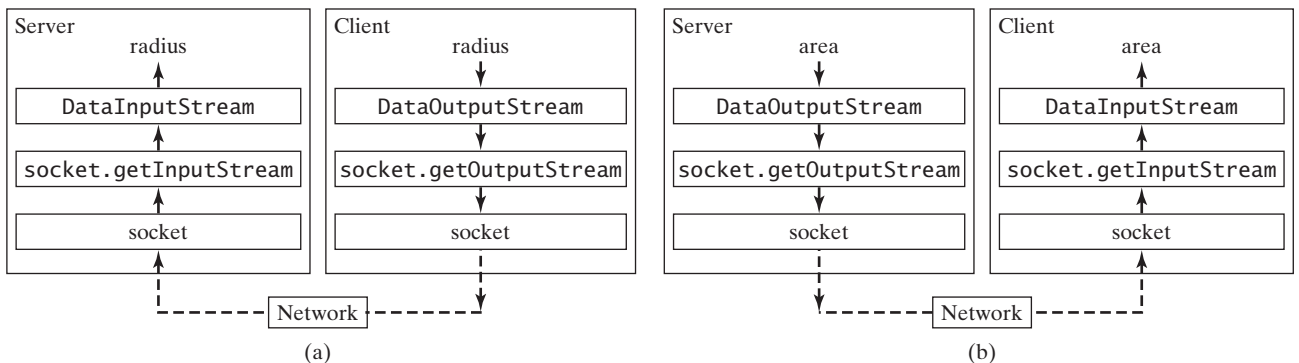 Server
radius
DataInputStream
socket.getInputStream
socket
Client
radius
DataOutputStream
socket.getOutputStream
socket
Network
(a)
Server
area
DataOutputStream
socket.getOutputStream
socket
Client
area
DataInputStream
socket.getInputStream
socket
Network
(b)